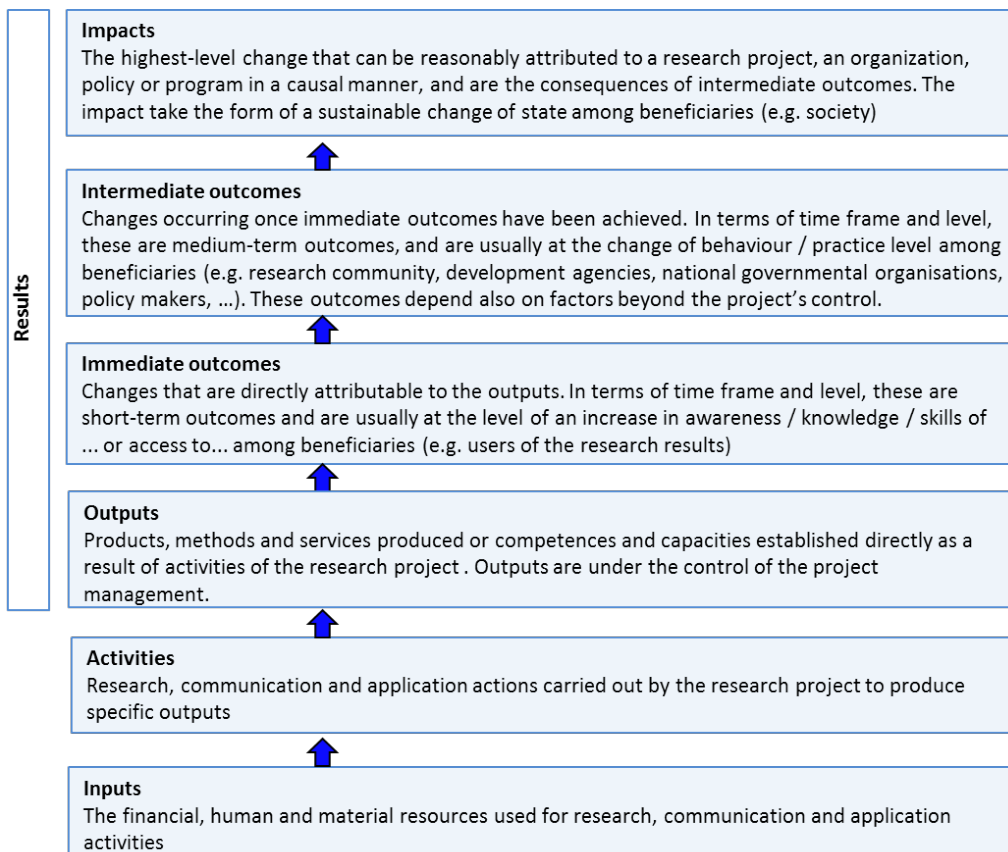 Results
Impacts
The highest-level change that can be reasonably attributed to a research project, an organization,
policy or program in a causal manner, and are the consequences of intermediate outcomes. The
impact take the form of a sustainable change of state among beneficiaries (e.g. society)
Intermediate outcomes
Changes occurring once immediate outcomes have been achieved. In terms of time frame and level,
these are medium-term outcomes, and are usually at the change of behaviour / practice level among
beneficiaries (e.g. research community, development agencies, national governmental organisations,
policy makers, ...). These outcomes depend also on factors beyond the project's control.
Immediate outcomes
Changes that are directly attributable to the outputs. In terms of time frame and level, these are
short-term outcomes and are usually at the level of an increase in awareness / knowledge / skills of
... or access to... among beneficiaries (e.g. users of the research results)
Outputs
Products, methods and services produced or competences and capacities established directly as a
result of activities of the research project . Outputs are under the control of the project
management.
Activities
Research, communication and application actions carried out by the research project to produce
specific outputs
Inputs
The financial, human and material resources used for research, communication and application
activities